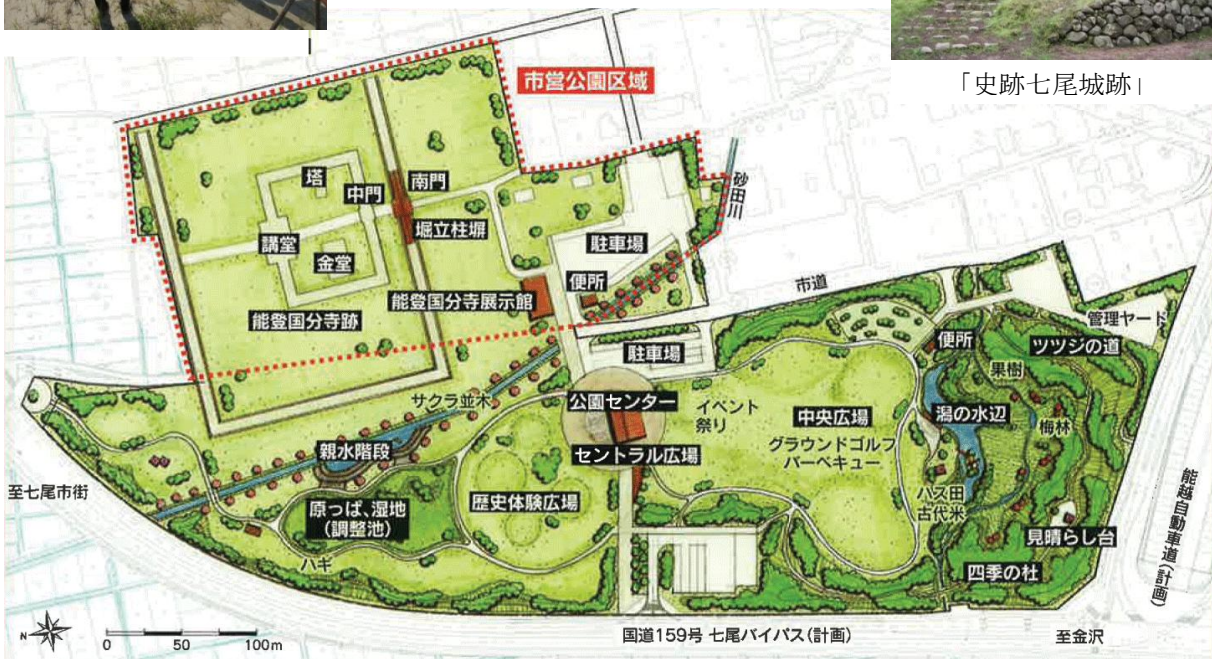 「史跡七尾城跡」
市営公園区域
砂田川
塔
中門
南門
講堂
金堂
堀立柱塀
駐車場
便所
能登国分寺展示館
能登国分寺跡
市道
管理ヤード
駐車場
便所
ツツジの道
果樹
サクラ並木
公園センター
イベント
祭り
中央広場
潟の水辺
梅林
グラウンドゴルフ
バーベキュー
親水階段
セントラル広場
至七尾市街
原っぱ、湿地
(調整池)
歴史体験広場
ハス田
古代米
見晴らし台
能越自動車道(計画)
ハギ
四季の杜
N
0 50 100m
国道159号 七尾バイパス(計画)
至金沢